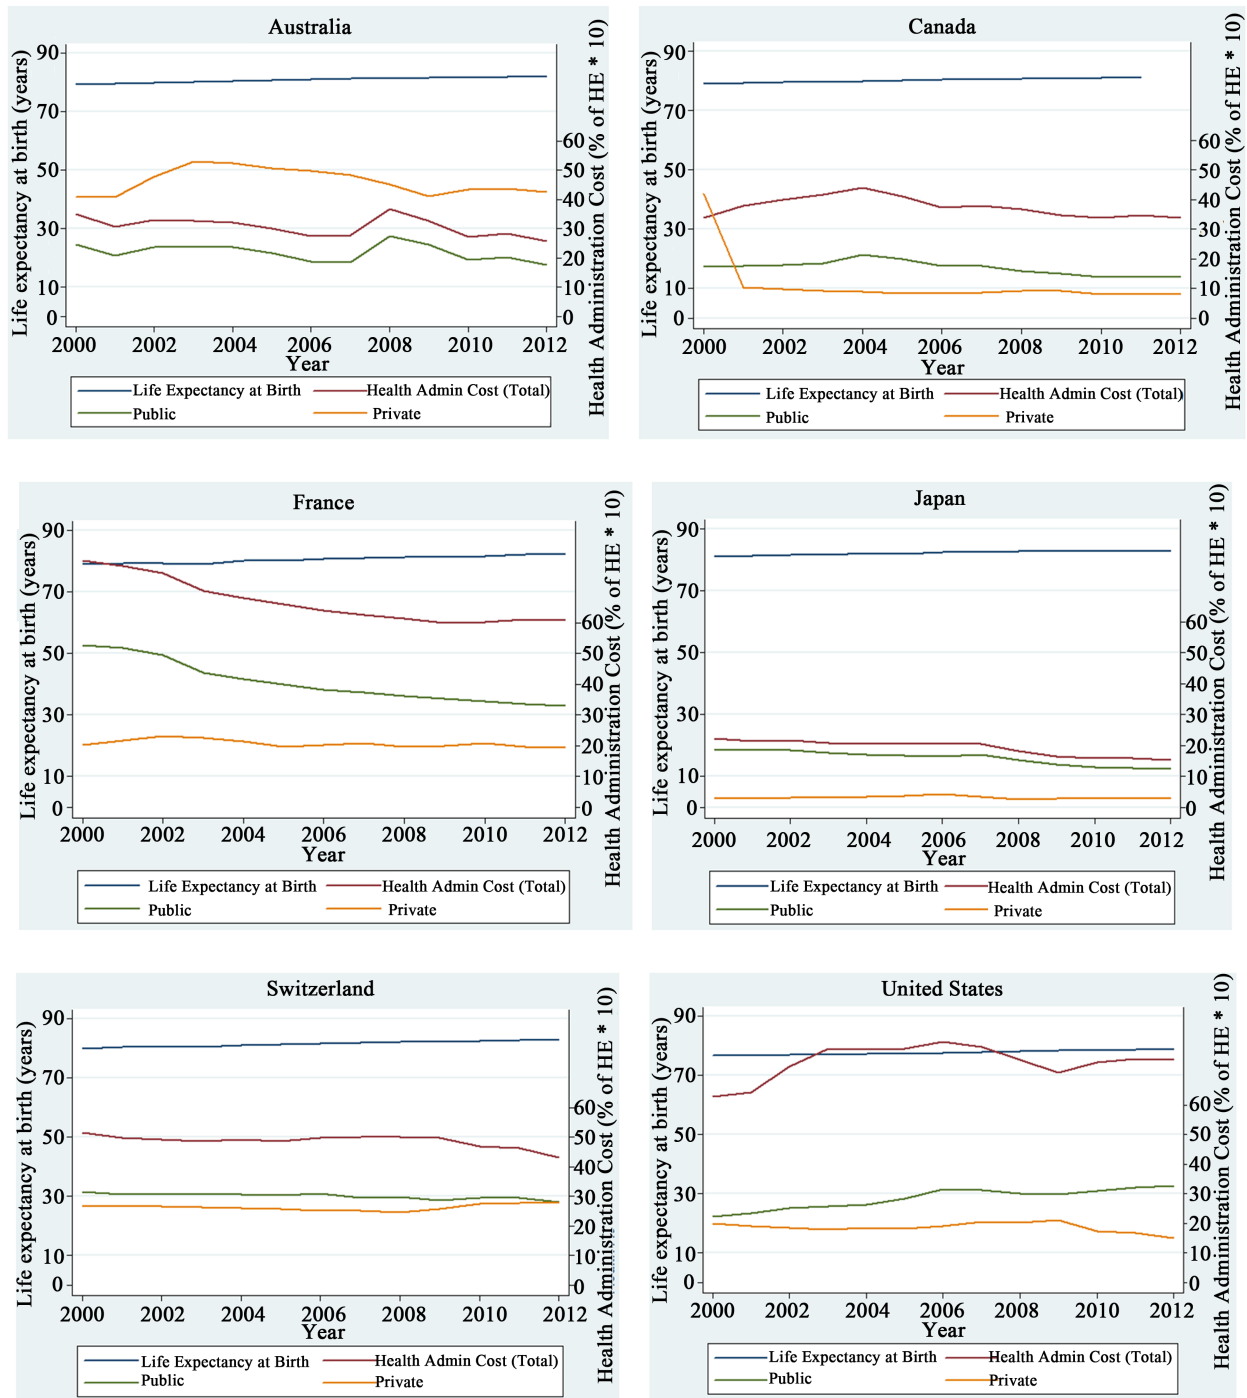 Australia
Life expectancy at birth (years)
90
70
50
30
10
0
60
50
40
30
20
10
0
Health Administration Cost (% of HE * 10)
2000 2002 2004 2006 2008 2010 2012
Year
Life Expectancy at Birth Health Admin Cost (Total)
Public Private
Canada
Life expectancy at birth (years)
90
70
50
30
10
0
60
50
40
30
20
10
0
Health Administration Cost (% of HE * 10)
2000 2002 2004 2006 2008 2010 2012
Year
Life Expectancy at Birth Health Admin Cost (Total)
Public Private
France
Life expectancy at birth (years)
90
70
50
30
10
0
60
50
40
30
20
10
0
Health Administration Cost (% of HE * 10)
2000 2002 2004 2006 2008 2010 2012
Year
Life Expectancy at Birth Health Admin Cost (Total)
Public Private
Japan
Life expectancy at birth (years)
90
70
50
30
10
0
60
50
40
30
20
10
0
Health Administration Cost (% of HE * 10)
2000 2002 2004 2006 2008 2010 2012
Year
Life Expectancy at Birth Health Admin Cost (Total)
Public Private
Switzerland
Life expectancy at birth (years)
90
70
50
30
10
0
60
50
40
30
20
10
0
Health Administration Cost (% of HE * 10)
2000 2002 2004 2006 2008 2010 2012
Year
Life Expectancy at Birth Health Admin Cost (Total)
Public Private
United States
Life expectancy at birth (years)
90
70
50
30
10
0
60
50
40
30
20
10
0
Health Administration Cost (% of HE * 10)
2000 2002 2004 2006 2008 2010 2012
Year
Life Expectancy at Birth Health Admin Cost (Total)
Public Private